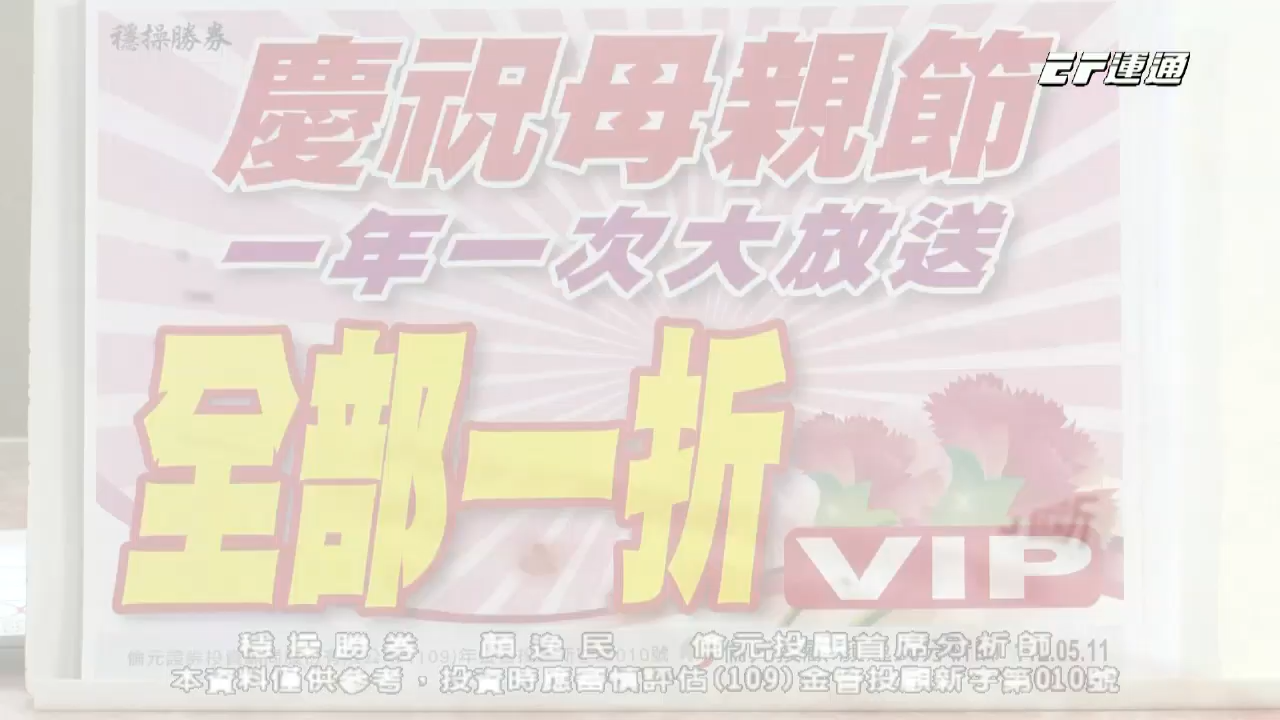 穩操勝券
運通
慶祝母親節
一年一次大放送
全部一折
VIP
穩操勝券 顏逸民 倫元投顧首席分析師
05.11
本資料僅供參考，投資時應審慎評估(109)金管投顧新字第010號